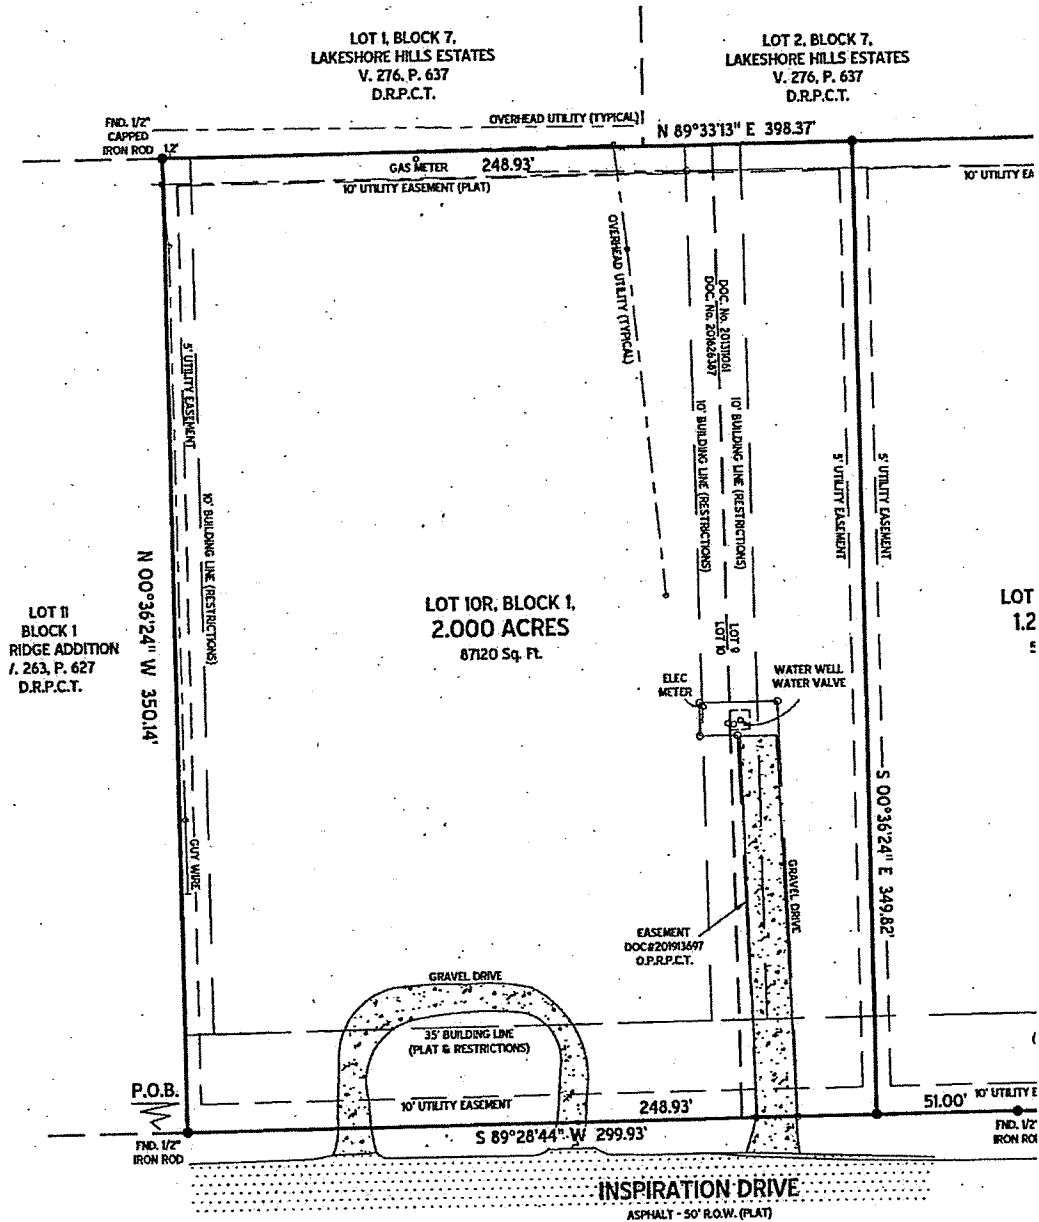 LOT 1, BLOCK 7,
LAKESHORE HILLS ESTATES
V. 276, P. 637
D.R.P.C.T.
LOT 2, BLOCK 7,
LAKESHORE HILLS ESTATES
V. 276, P. 637
D.R.P.C.T.
FND. 1/2"
CAPPED
IRON ROD
1.2'
OVERHEAD UTILITY (TYPICAL)
N 89°33'13" E 398.37'
GAS METER
248.93'
10' UTILITY EASEMENT (PLAT)
10' UTILITY EA
OVERHEAD UTILITY (TYPICAL)
DOC. No. 201311061
DOC. No. 201626387
5' UTILITY EASEMENT
10' BUILDING LINE (RESTRICTIONS)
10' BUILDING LINE (RESTRICTIONS)
10' BUILDING LINE (RESTRICTIONS)
5' UTILITY EASEMENT
5' UTILITY EASEMENT
N 00°36'24" W 350.14'
LOT 11
BLOCK 1
RIDGE ADDITION
/. 263, P. 627
D.R.P.C.T.
LOT 10R, BLOCK 1,
2.000 ACRES
87120 Sq. Ft.
LOT 9
LOT 10
LOT
1.2
ELEC
METER
WATER WELL
WATER VALVE
S 00°36'24" E 349.82'
GUY WIRE
GRAVEL DRIVE
EASEMENT
DOC#201913697
O.P.R.P.C.T.
GRAVEL DRIVE
35' BUILDING LINE
(PLAT & RESTRICTIONS)
P.O.B.
10' UTILITY EASEMENT
248.93'
51.00'
10' UTILITY E
S 89°28'44" W 299.93'
FND. 1/2"
IRON ROD
FND. 1/2"
IRON RO
INSPIRATION DRIVE
ASPHALT - 50' R.O.W. (PLAT)